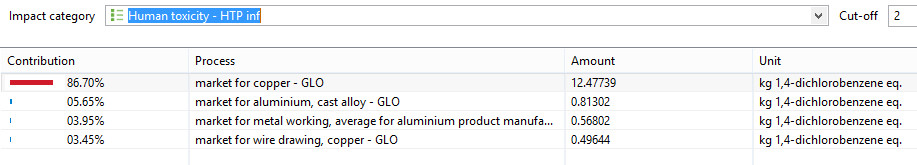 Impact category Human toxicity - HTP inf Cut-off 2
Contribution Process Amount Unit
86.70% market for copper - GLO 12.47739 kg 1,4-dichlorobenzene eq.
05.65% market for aluminium, cast alloy - GLO 0.81302 kg 1,4-dichlorobenzene eq.
03.95% market for metal working, average for aluminium product manufa... 0.56802 kg 1,4-dichlorobenzene eq.
03.45% market for wire drawing, copper - GLO 0.49644 kg 1,4-dichlorobenzene eq.